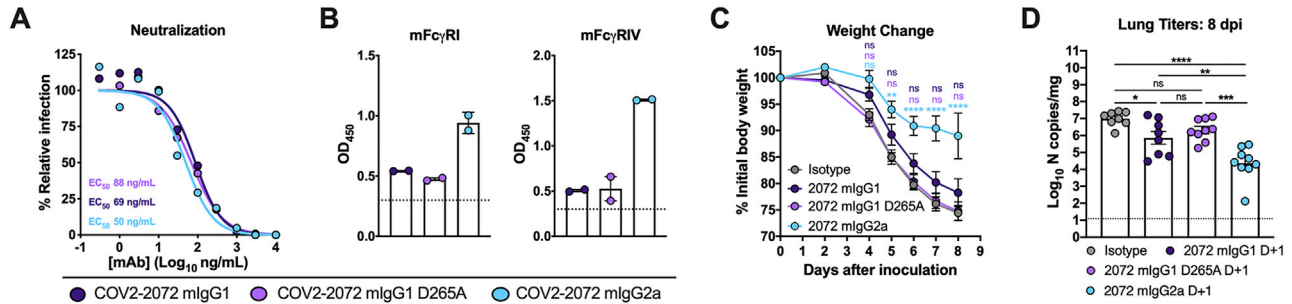 A
Neutralization
% Relative infection
125
100
75
50
25
0
EC50 88 ng/mL
EC50 69 ng/mL
EC50 50 ng/mL
-1 0 1 2 3 4
[mAb] (Log10 ng/mL)
B
mFcγRI
OD450
1.5
1.0
0.5
0.0
mFcγRIV
OD450
2.0
1.5
1.0
0.5
0.0
C
Weight Change
% Initial body weight
105
100
95
90
85
80
75
70
ns
ns
ns
ns
ns
**
ns
ns
****
ns
ns
****
ns
ns
****
Isotype
2072 mIgG1
2072 mIgG1 D265A
2072 mIgG2a
0 1 2 3 4 5 6 7 8 9
Days after inoculation
D
Lung Titers: 8 dpi
Log10 N copies/mg
11
10
9
8
7
6
5
4
3
2
1
0
****
**
ns
* ns ***
Isotype 2072 mIgG1 D+1
2072 mIgG1 D265A D+1
2072 mIgG2a D+1
COV2-2072 mIgG1 COV2-2072 mIgG1 D265A COV2-2072 mIgG2a